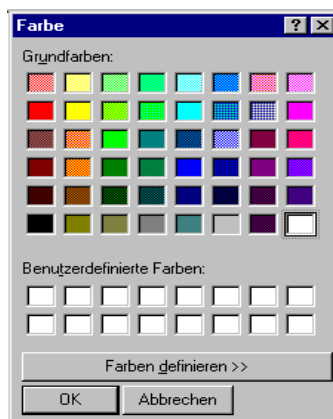 Farbe
Grundfarben:
Benutzerdefinierte Farben:
Farben definieren >>
OK Abbrechen